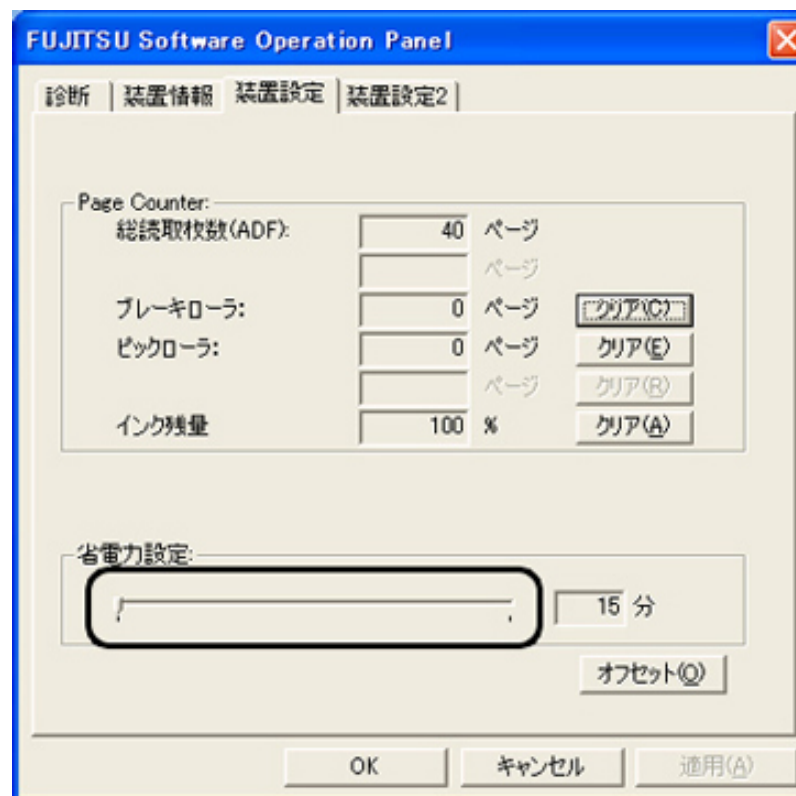 FUJITSU Software Operation Panel
診断 装置情報 装置設定 装置設定2
Page Counter:
総読取枚数(ADF): 40 ページ
ページ
ブレーキローラ: 0 ページ クリア(C)
ピックローラ: 0 ページ クリア(E)
ページ クリア(R)
インク残量 100 % クリア(A)
省電力設定:
15 分
オフセット(O)
OK キャンセル 適用(A)